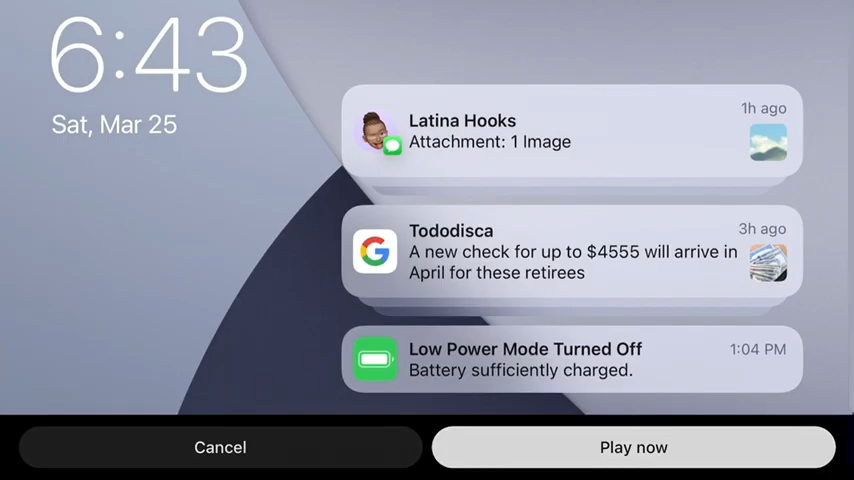 6:43
Sat, Mar 25
Latina Hooks
1h ago
Attachment: 1 Image
Tododisca
3h ago
A new check for up to $4555 will arrive in
April for these retirees
Low Power Mode Turned Off
1:04 PM
Battery sufficiently charged.
Cancel
Play now